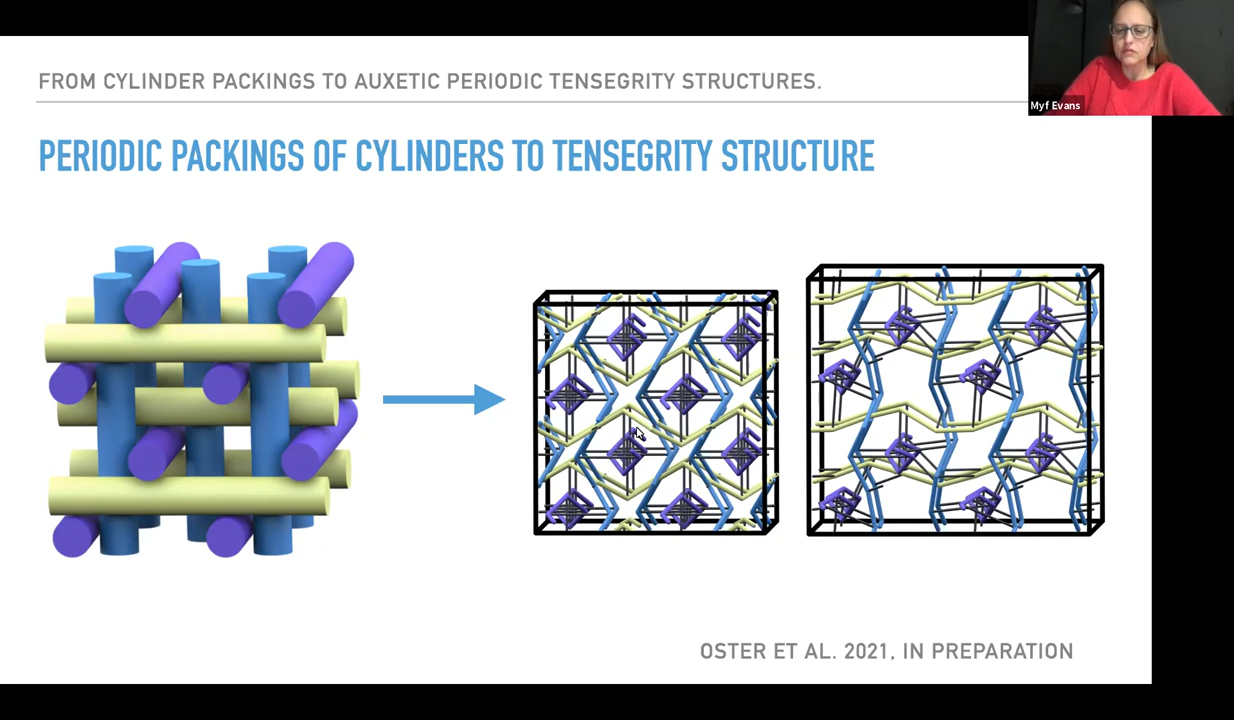 FROM CYLINDER PACKINGS TO AUXETIC PERIODIC TENSEGRITY STRUCTURES.
Myf Evans
PERIODIC PACKINGS OF CYLINDERS TO TENSEGRITY STRUCTURE
OSTER ET AL. 2021, IN PREPARATION